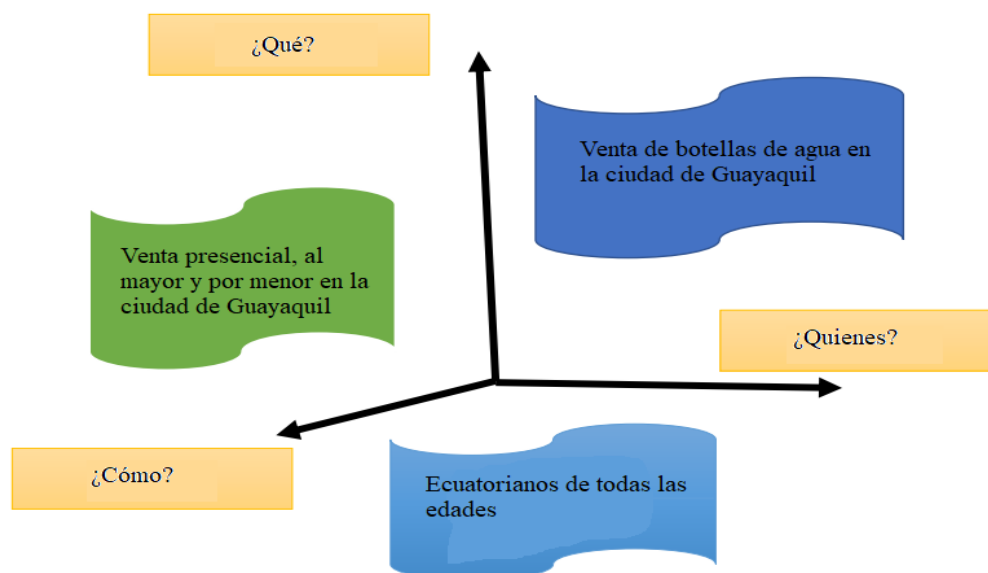 ¿Qué?
Venta de botellas de agua en
la ciudad de Guayaquil
Venta presencial, al
mayor y por menor en la
ciudad de Guayaquil
¿Quienes?
¿Cómo?
Ecuatorianos de todas las
edades